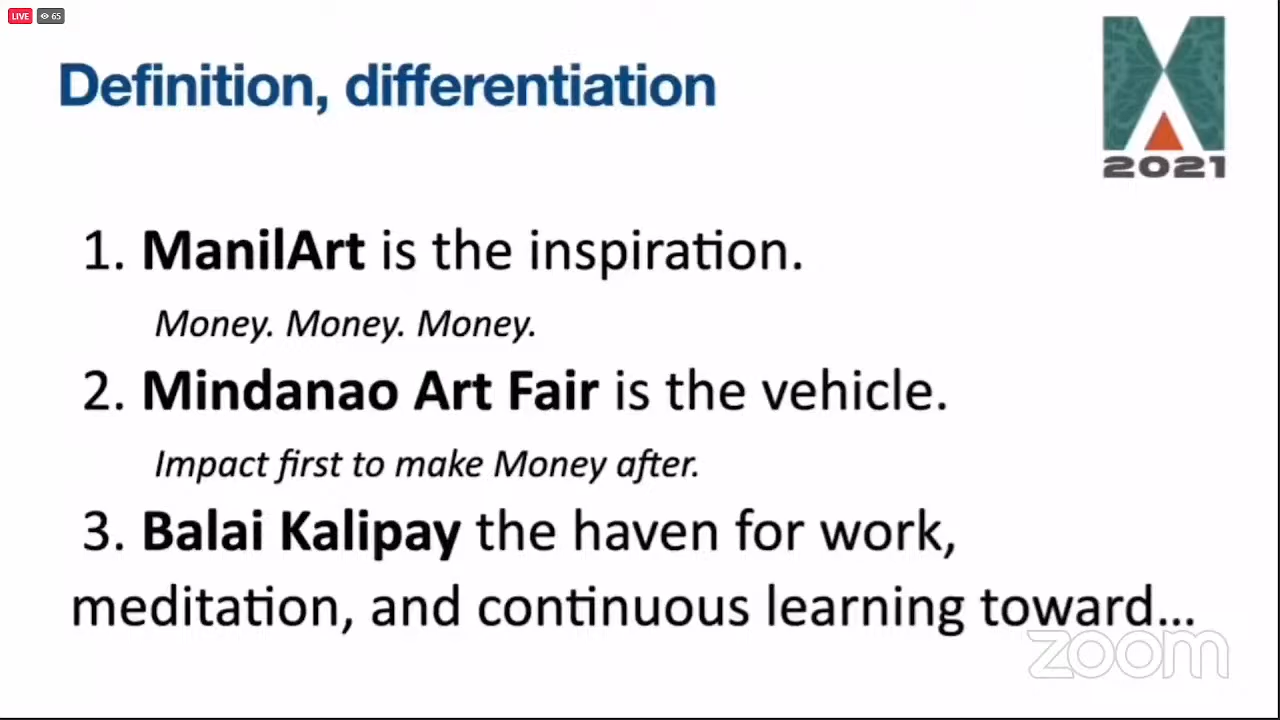 LIVE 65
Definition, differentiation
2021
1. ManilArt is the inspiration.
Money. Money. Money.
2. Mindanao Art Fair is the vehicle.
Impact first to make Money after.
3. Balai Kalipay the haven for work,
meditation, and continuous learning toward...
zoom